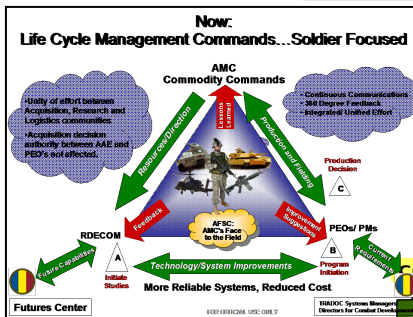 Now:
Life Cycle Management Commands...Soldier Focused
AMC
Commodity Commands
•Unity of effort between
Acquisition, Research and
Logistics communities
•Acquisition decision
authority between AAE and
PEO's not affected.
• Continuous Communications
• 360 Degree Feedback
• Integrated/ Unified Effort
Lessons
Learned
Resources/Direction
Production and Fielding
Production
Decision
C
Feedback
AFSC:
AMC's Face
to the Field
Improvement
Suggestions
RDECOM
PEOs/ PMs
A
B
Initiate
Studies
Program
Initiation
Future Capabilities
Technology/System Improvements
Current
Requirements
More Reliable Systems, Reduced Cost
Futures Center
FOR OFFICIAL USE ONLY
TRADOC Systems Managers
Directors for Combat Development